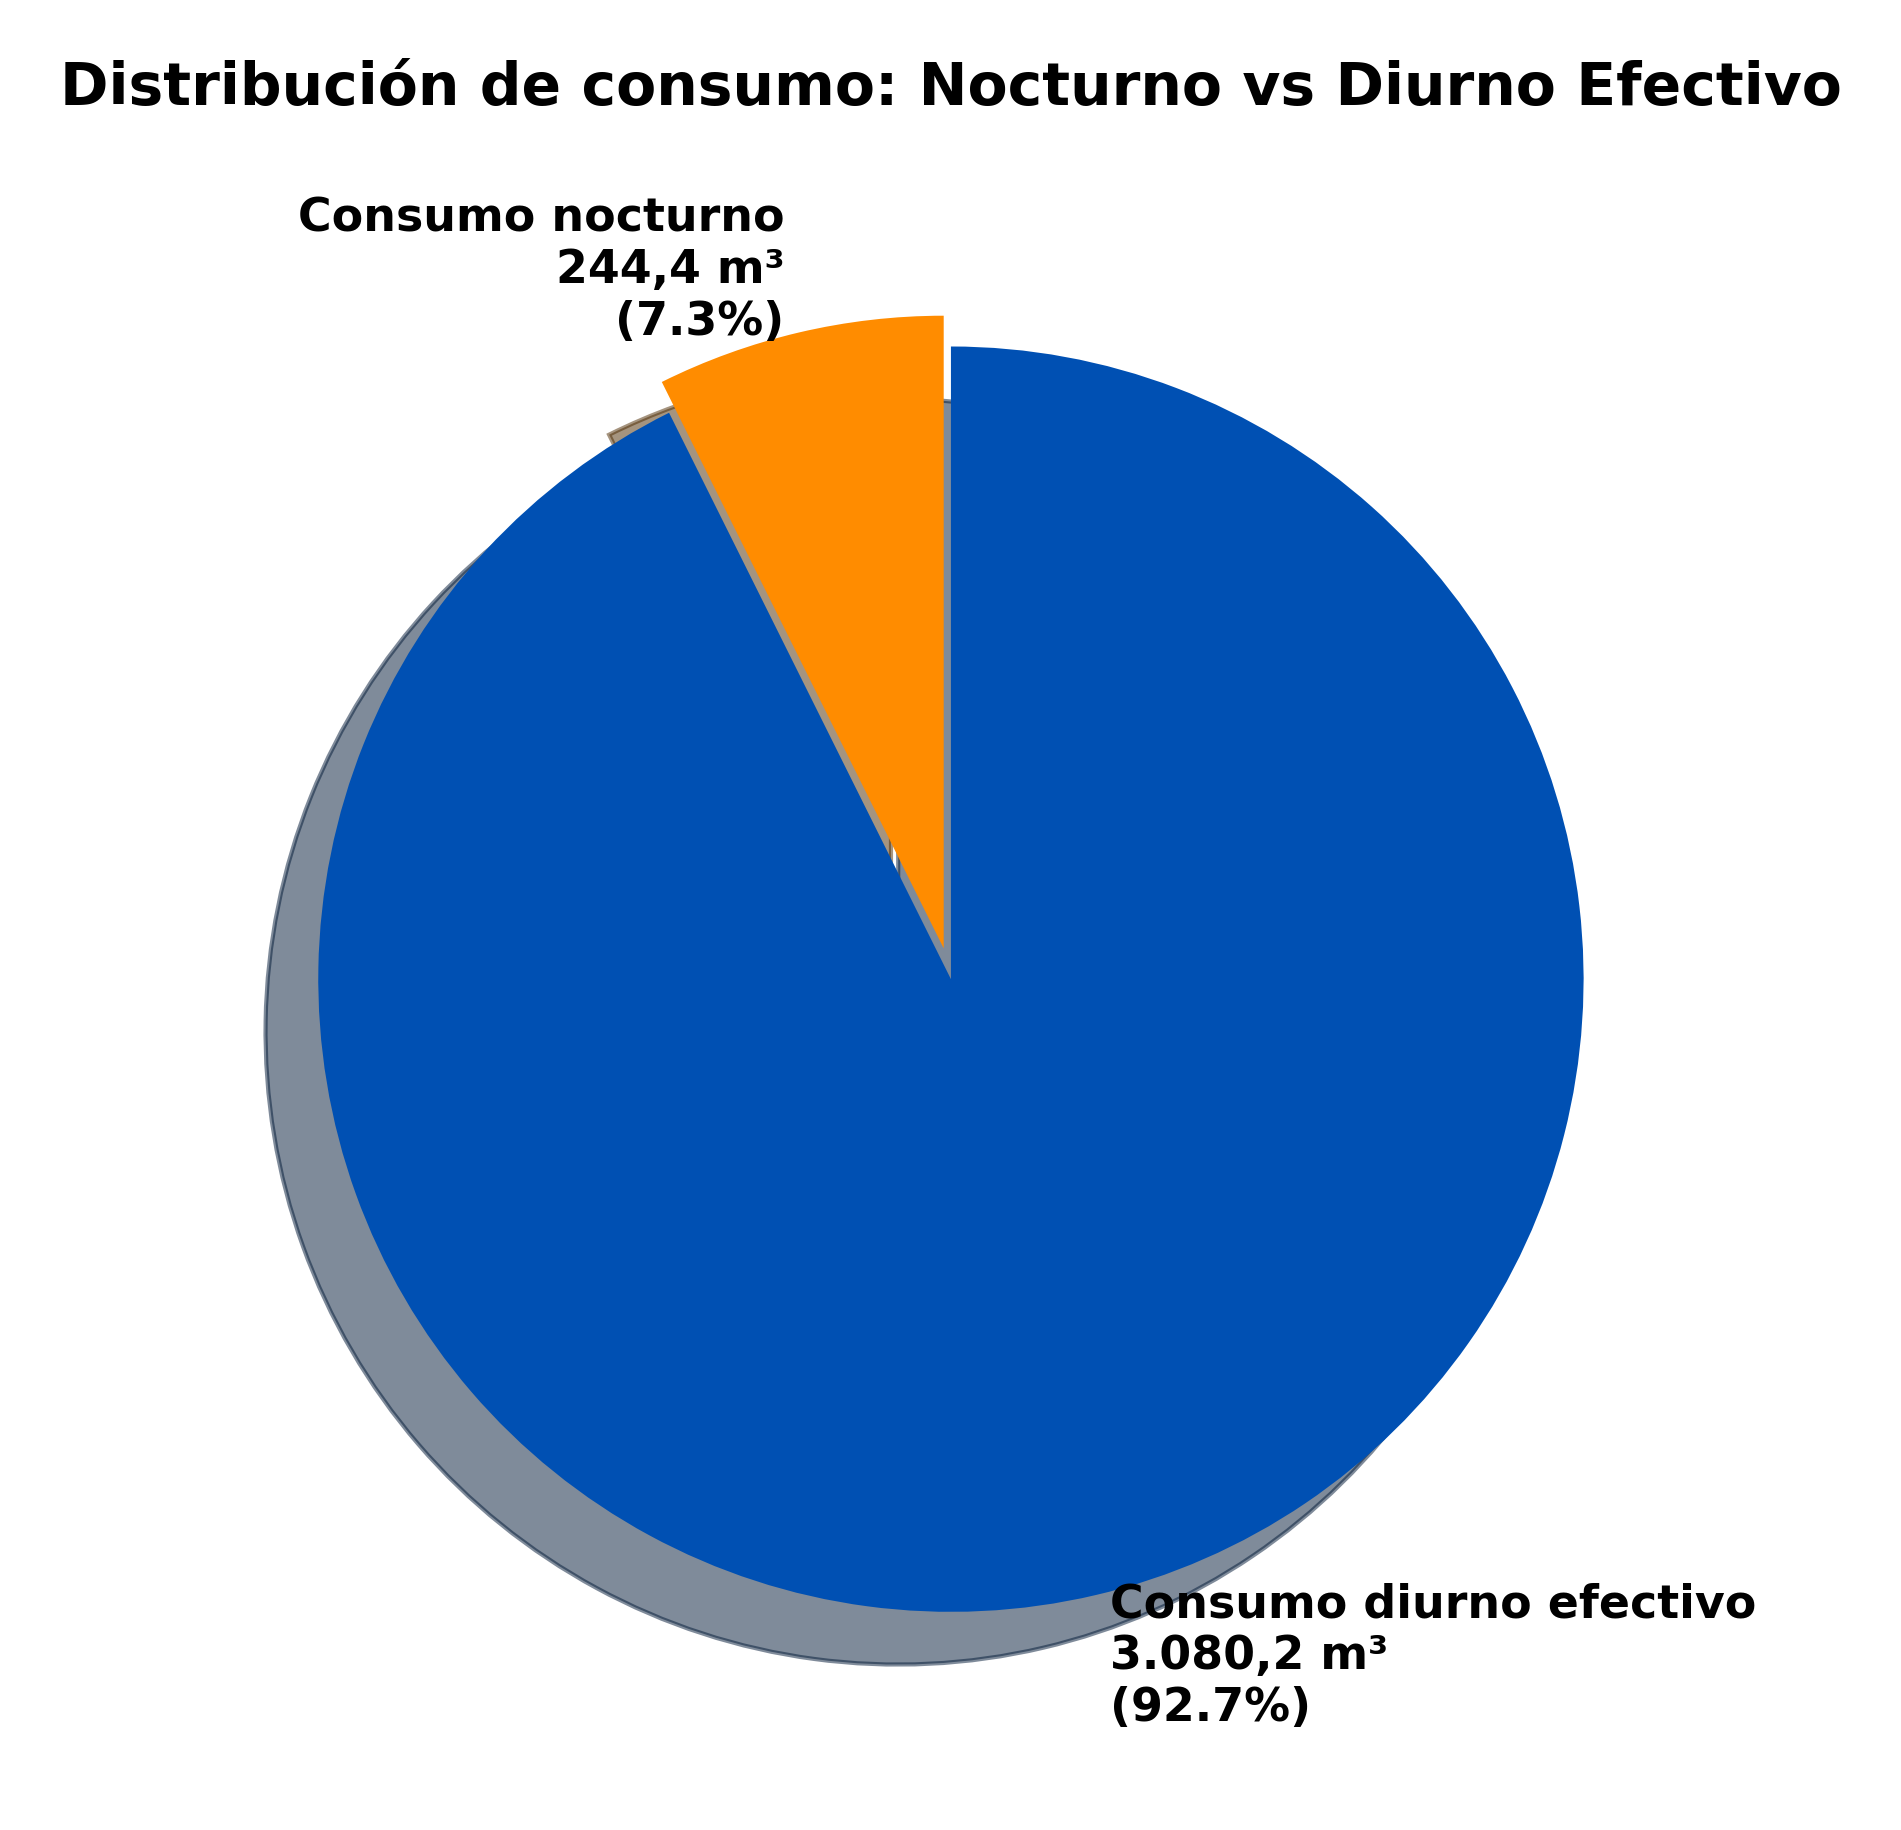 Distribución de consumo: Nocturno vs Diurno Efectivo
Consumo nocturno
244,4 m³
(7.3%)
Consumo diurno efectivo
3.080,2 m³
(92.7%)